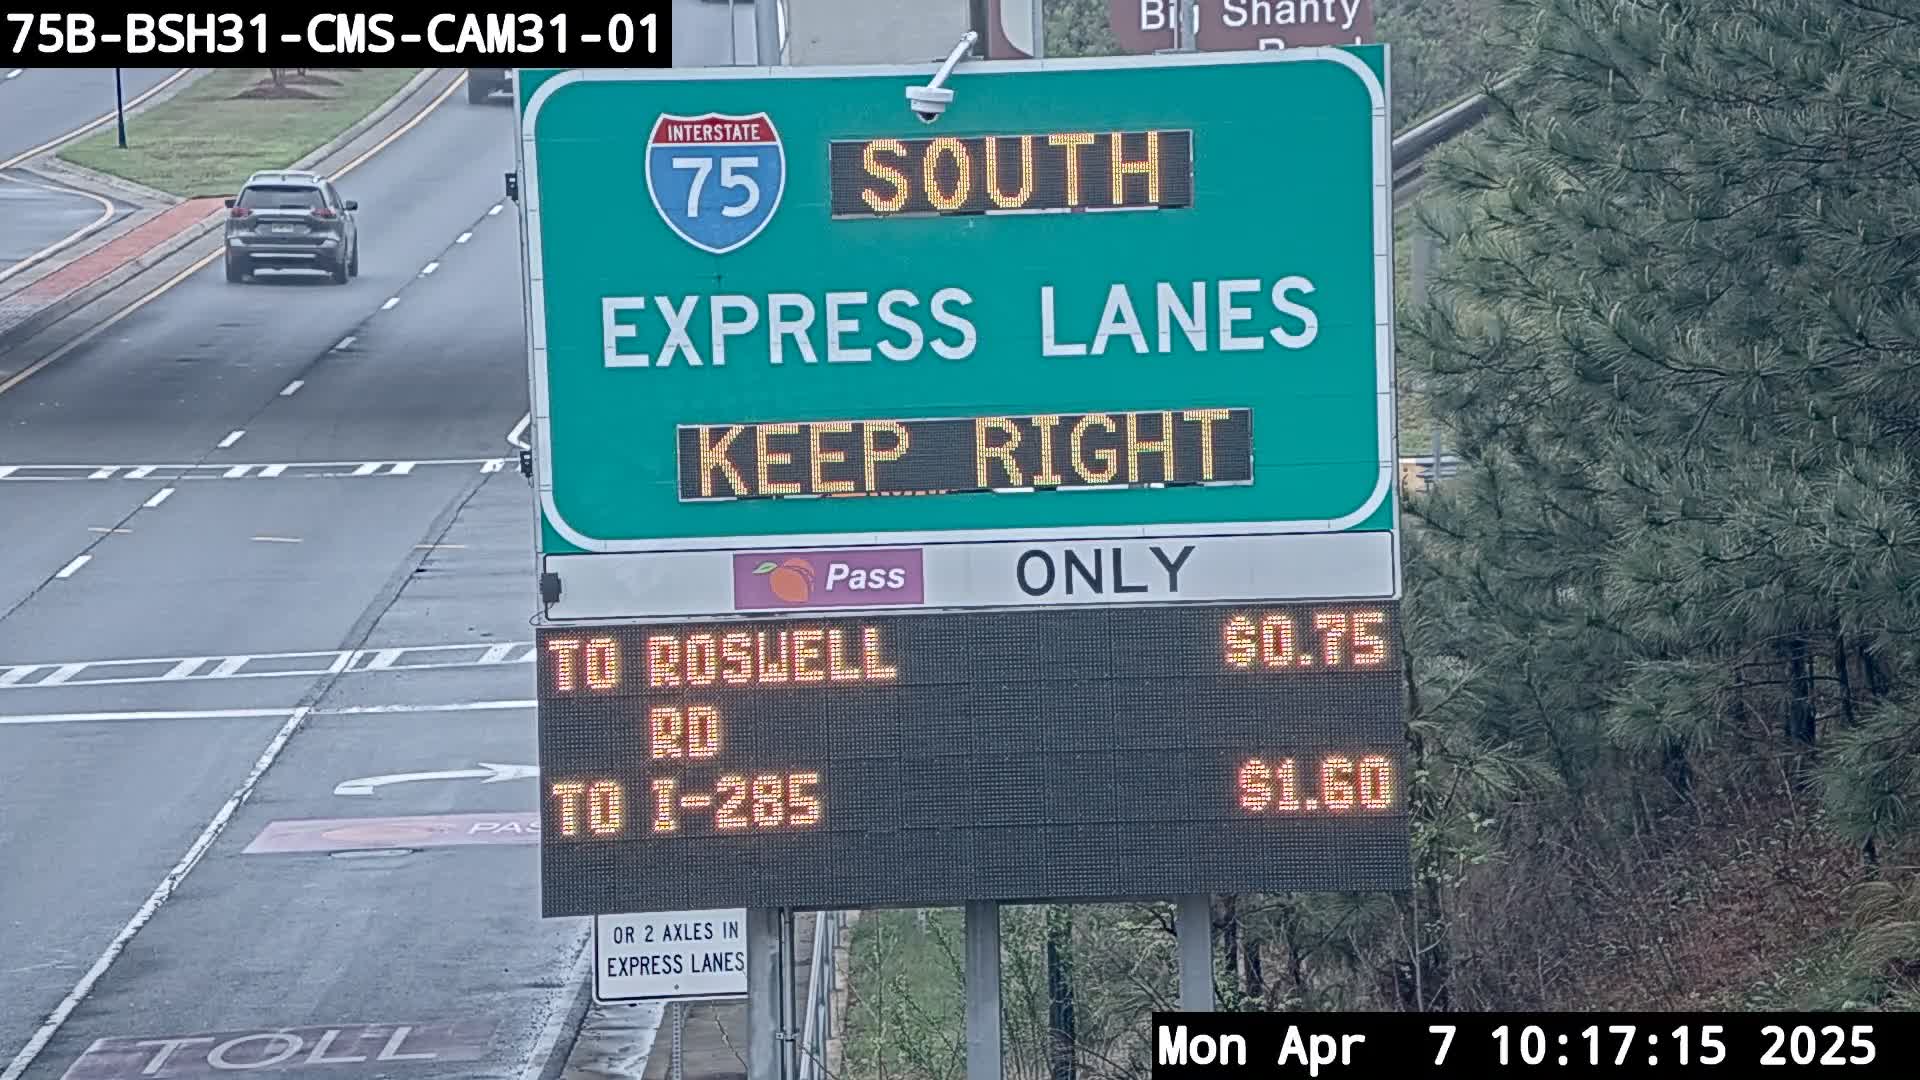 75B-BSH31-CMS-CAM31-01
Big Shanty
INTERSTATE
75
SOUTH
EXPRESS LANES
KEEP RIGHT
Pass
ONLY
TO ROSWELL $0.75
RD
TO I-285 $1.60
OR 2 AXLES IN
EXPRESS LANES
TOLL
Mon Apr 7 10:17:15 2025